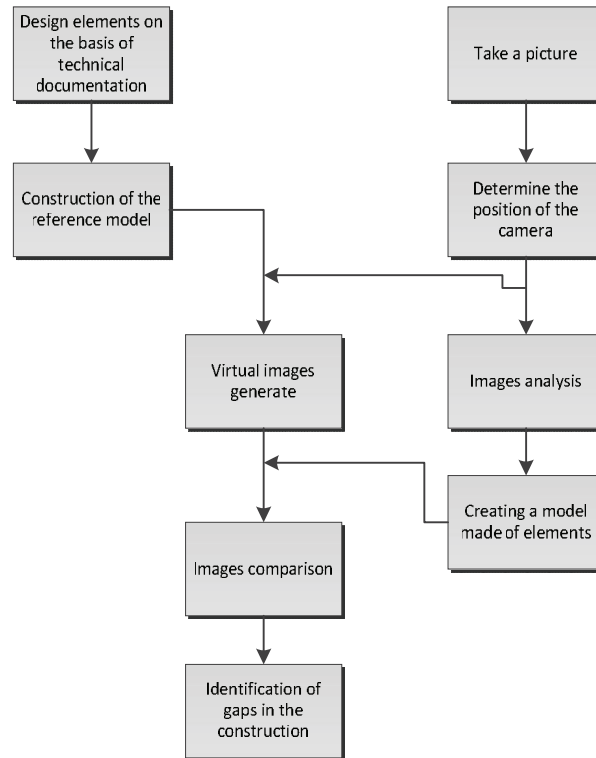 Design elements on
the basis of
technical
documentation
Take a picture
Construction of the
reference model
Determine the
position of the
camera
Virtual images
generate
Images analysis
Creating a model
made of elements
Images comparison
Identification of
gaps in the
construction